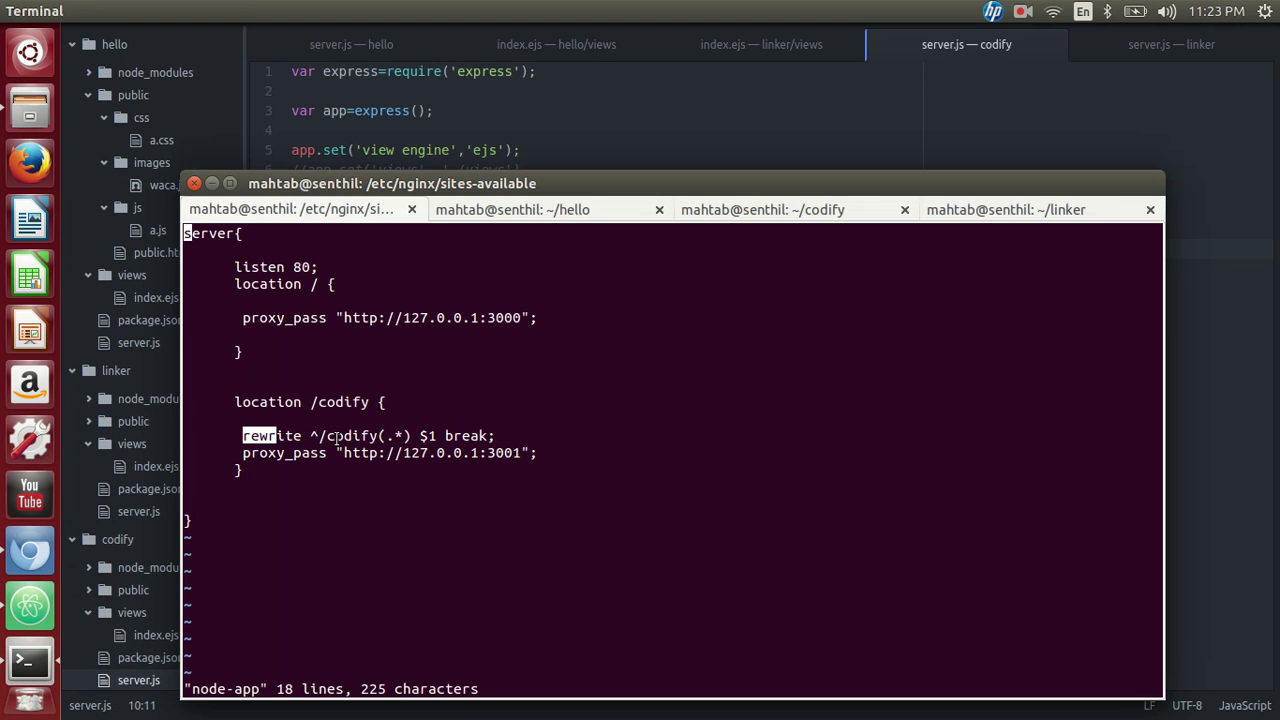 Terminal
hp
En
11:23 PM
hello
node_modules
public
css
a.css
images
waca.
js
a.js
public.ht
views
index.ejs
package.json
server.js
linker
node_modu
public
views
index.ejs
package.json
server.js
codify
node_modu
public
views
index.ejs
package.json
server.js
server.js — hello
index.ejs — hello/views
index.ejs — linker/views
server.js — codify
server.js — linker
1 var express=require('express');
2
3 var app=express();
4
5 app.set('view engine','ejs');
mahtab@senthil: /etc/nginx/sites-available
mahtab@senthil: /etc/nginx/si...
mahtab@senthil: ~/hello
mahtab@senthil: ~/codify
mahtab@senthil: ~/linker
server{
listen 80;
location / {
proxy_pass "http://127.0.0.1:3000";
}
location /codify {
rewrite ^/codify(.*) $1 break;
proxy_pass "http://127.0.0.1:3001";
}
}
~
~
~
~
~
~
~
~
~
"node-app" 18 lines, 225 characters
server.js 10:11
LF UTF-8 JavaScript
a
You
Tube
>_